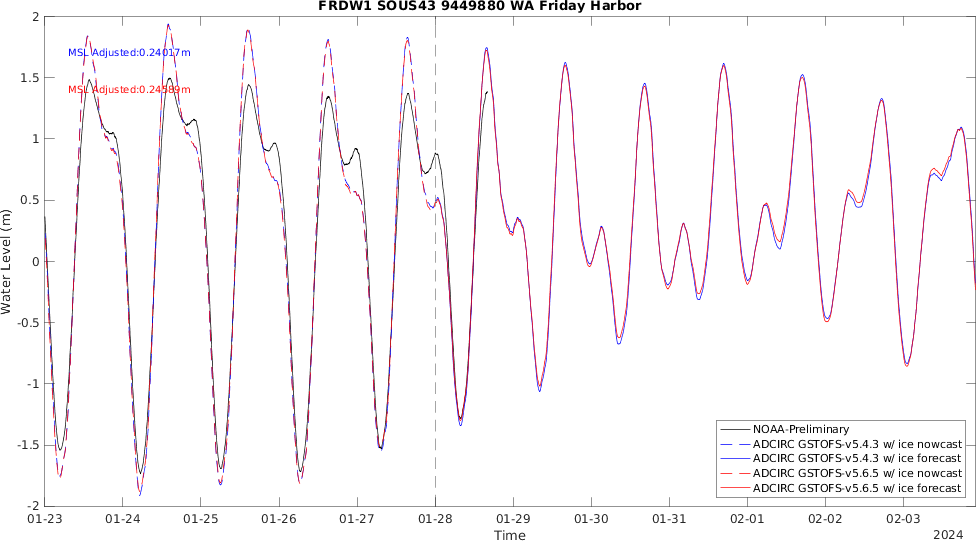 FRDW1 SOUS43 9449880 WA Friday Harbor
Water Level (m)
2
1.5
1
0.5
0
-0.5
-1
-1.5
-2
MSL Adjusted:0.24017m
MSL Adjusted:0.24589m
NOAA-Preliminary
ADCIRC GSTOFS-v5.4.3 w/ ice nowcast
ADCIRC GSTOFS-v5.4.3 w/ ice forecast
ADCIRC GSTOFS-v5.6.5 w/ ice nowcast
ADCIRC GSTOFS-v5.6.5 w/ ice forecast
01-23 01-24 01-25 01-26 01-27 01-28 01-29 01-30 01-31 02-01 02-02 02-03
Time
2024